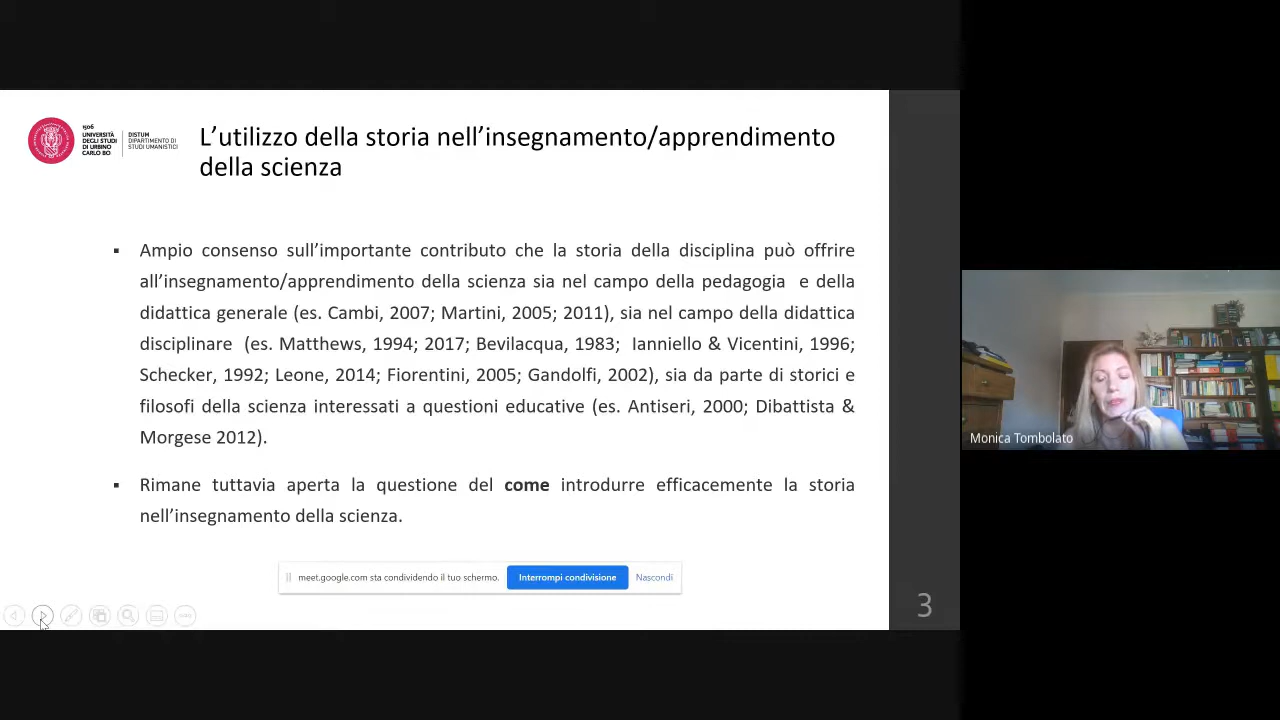 1506
UNIVERSITÀ
DEGLI STUDI
DI URBINO
CARLO BO
DISTUM
DIPARTIMENTO DI
STUDI UMANISTICI
L’utilizzo della storia nell’insegnamento/apprendimento
della scienza
▪ Ampio consenso sull’importante contributo che la storia della disciplina può offrire
all’insegnamento/apprendimento della scienza sia nel campo della pedagogia e della
didattica generale (es. Cambi, 2007; Martini, 2005; 2011), sia nel campo della didattica
disciplinare (es. Matthews, 1994; 2017; Bevilacqua, 1983; Ianniello & Vicentini, 1996;
Schecker, 1992; Leone, 2014; Fiorentini, 2005; Gandolfi, 2002), sia da parte di storici e
filosofi della scienza interessati a questioni educative (es. Antiseri, 2000; Dibattista &
Morgese 2012).
▪ Rimane tuttavia aperta la questione del come introdurre efficacemente la storia
nell’insegnamento della scienza.
meet.google.com sta condividendo il tuo schermo. Interrompi condivisione Nascondi
3
Monica Tombolato